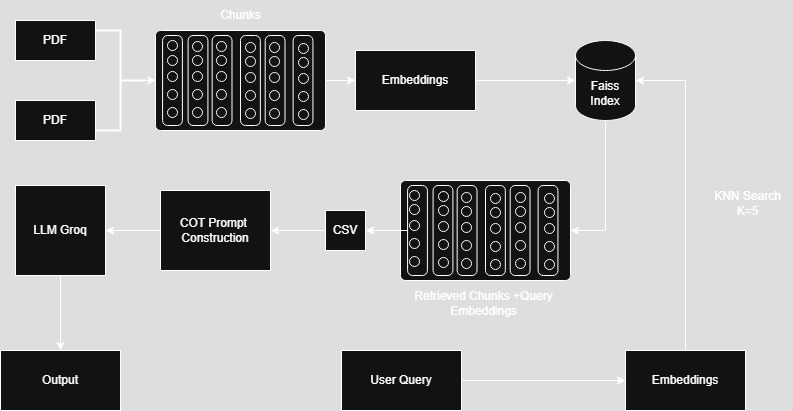 Chunks
PDF
PDF
Embeddings
Faiss
Index
KNN Search
K=5
LLM Groq
COT Prompt
Construction
CSV
Retrieved Chunks +Query
Embeddings
Output
User Query
Embeddings